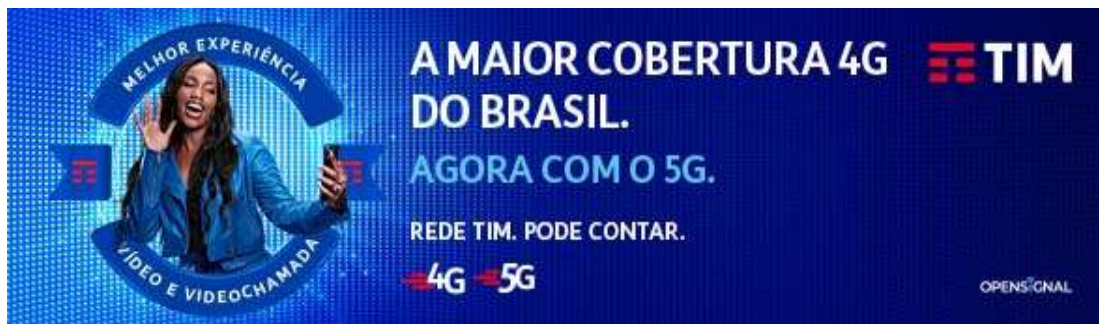 MELHOR EXPERIÊNCIA
VÍDEO E VIDEOCHAMADA
A MAIOR COBERTURA 4G
DO BRASIL.
AGORA COM O 5G.
REDE TIM. PODE CONTAR.
4G 5G
TIM
OPENSIGNAL